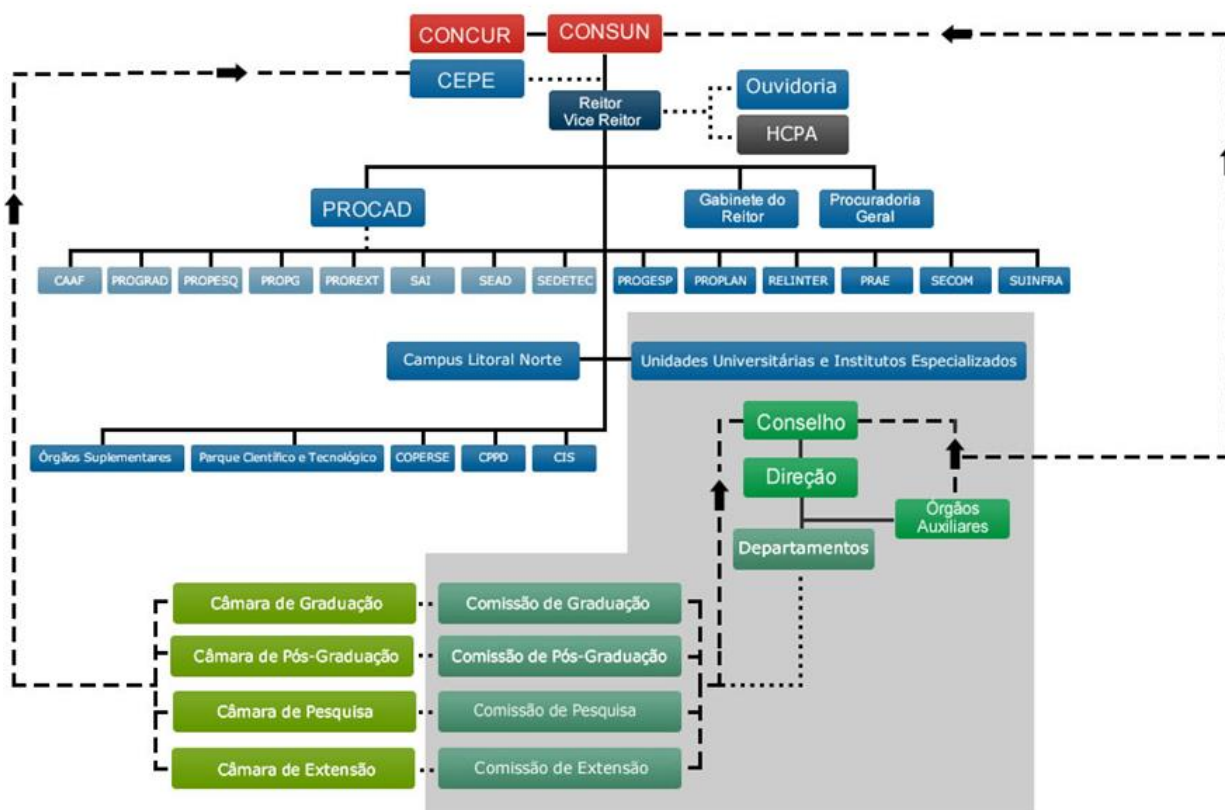 CONCUR
CONSUN
CEPE
Reitor
Vice Reitor
Ouvidoria
HCPA
PROCAD
Gabinete do
Reitor
Procuradoria
Geral
CAAF
PROGRAD
PROPESQ
PROPG
PROREXT
SAI
SEAD
SEDETEC
PROGESP
PROPLAN
RELINTER
PRAE
SECOM
SUINFRA
Campus Litoral Norte
Unidades Universitárias e Institutos Especializados
Conselho
Órgãos Suplementares
Parque Científico e Tecnológico
COPERSE
CPPD
CIS
Direção
Órgãos
Auxiliares
Departamentos
Câmara de Graduação
Comissão de Graduação
Câmara de Pós-Graduação
Comissão de Pós-Graduação
Câmara de Pesquisa
Comissão de Pesquisa
Câmara de Extensão
Comissão de Extensão